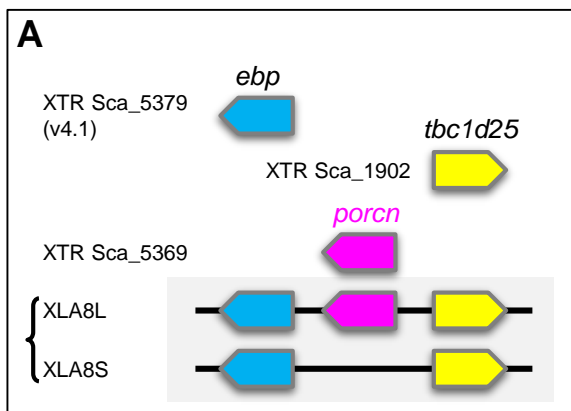 A
ebp
XTR Sca_5379
(v4.1)
tbc1d25
XTR Sca_1902
porcn
XTR Sca_5369
XLA8L
XLA8S